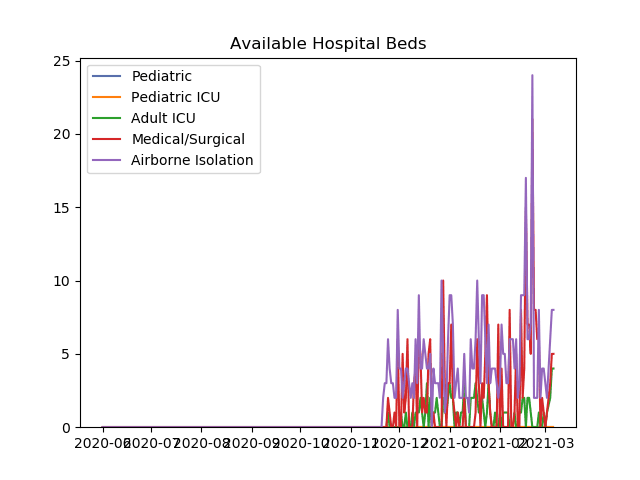 Available Hospital Beds
25
20
15
10
5
0
Pediatric
Pediatric ICU
Adult ICU
Medical/Surgical
Airborne Isolation
2020-06 2020-07 2020-08 2020-09 2020-10 2020-11 2020-12 2021-01 2021-02 2021-03